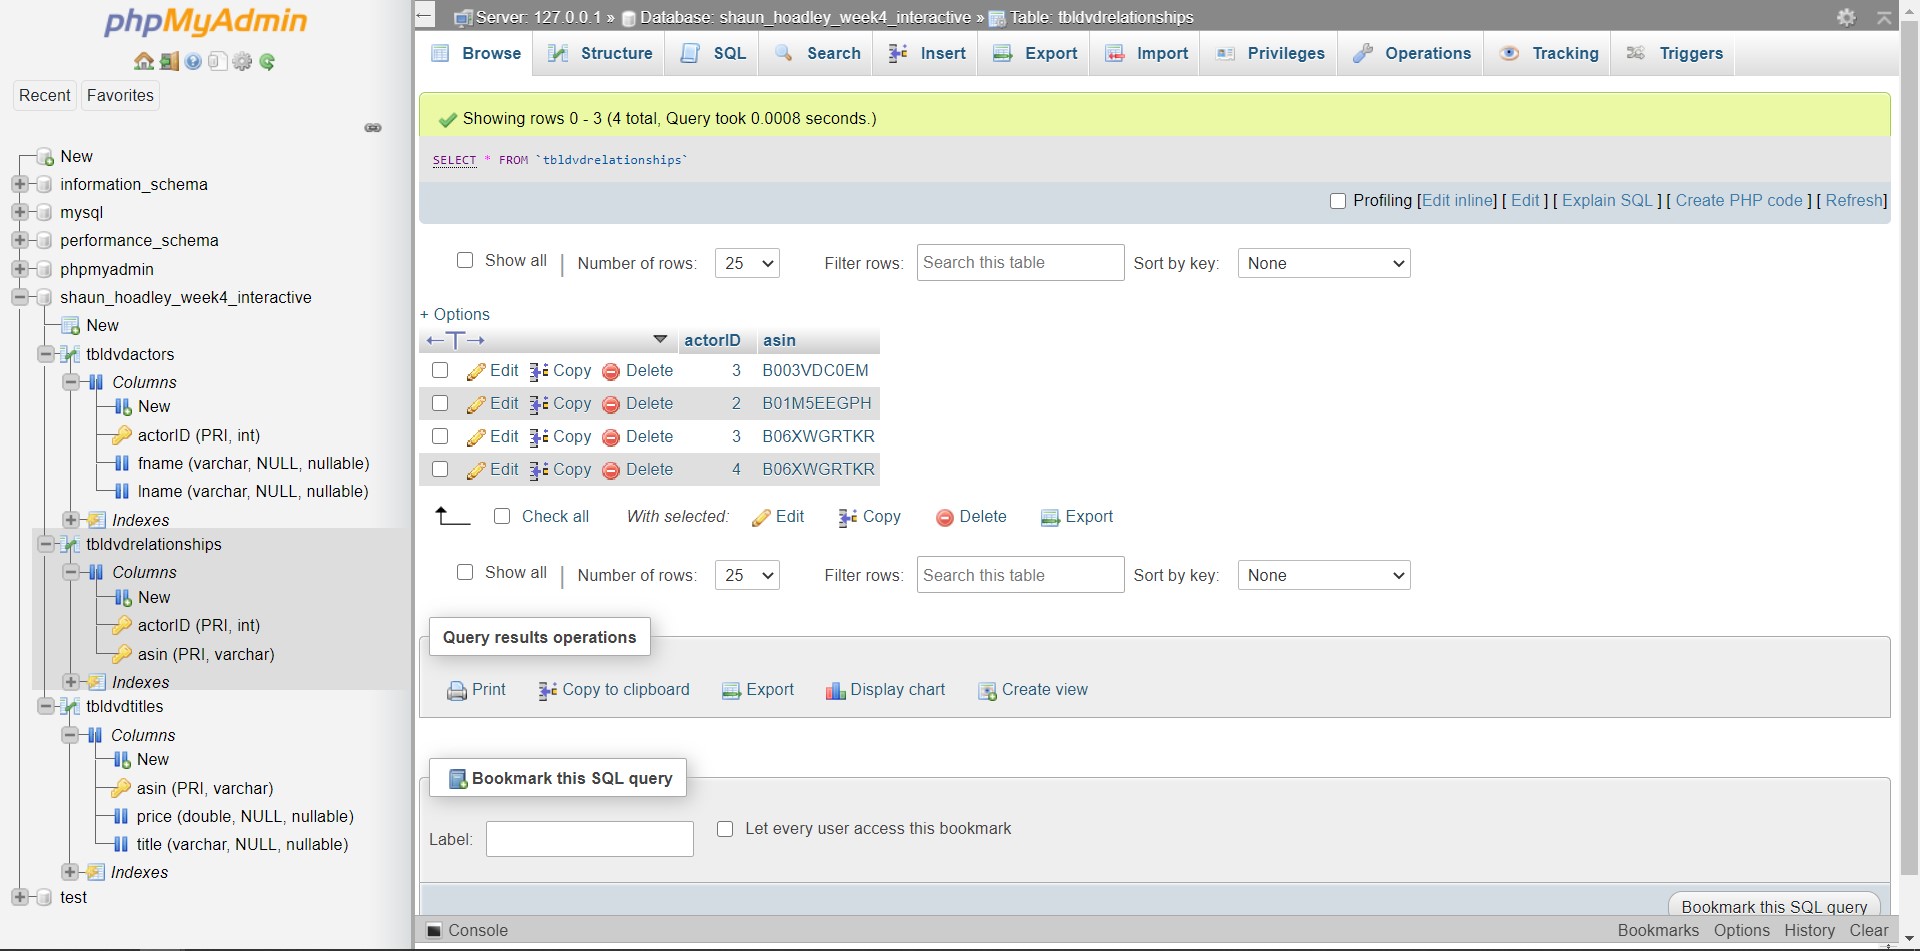 phpMyAdmin
Recent Favorites
New
information_schema
mysql
performance_schema
phpmyadmin
shaun_hoadley_week4_interactive
New
tbldvdactors
Columns
New
actorID (PRI, int)
fname (varchar, NULL, nullable)
lname (varchar, NULL, nullable)
Indexes
tbldvdrelationships
Columns
New
actorID (PRI, int)
asin (PRI, varchar)
Indexes
tbldvdtitles
Columns
New
asin (PRI, varchar)
price (double, NULL, nullable)
title (varchar, NULL, nullable)
Indexes
test
Server: 127.0.0.1 » Database: shaun_hoadley_week4_interactive » Table: tbldvdrelationships
Browse Structure SQL Search Insert Export Import Privileges Operations Tracking Triggers
Showing rows 0 - 3 (4 total, Query took 0.0008 seconds.)
SELECT * FROM `tbldvdrelationships`
Profiling [Edit inline] [ Edit ] [ Explain SQL ] [ Create PHP code ] [ Refresh]
Show all | Number of rows: 25 Filter rows: Search this table Sort by key: None
+ Options
←T→ actorID asin
Edit Copy Delete 3 B003VDC0EM
Edit Copy Delete 2 B01M5EEGPH
Edit Copy Delete 3 B06XWGRTKR
Edit Copy Delete 4 B06XWGRTKR
Check all With selected: Edit Copy Delete Export
Show all | Number of rows: 25 Filter rows: Search this table Sort by key: None
Query results operations
Print Copy to clipboard Export Display chart Create view
Bookmark this SQL query
Label: Let every user access this bookmark
Bookmark this SQL query
Console Bookmarks Options History Clear